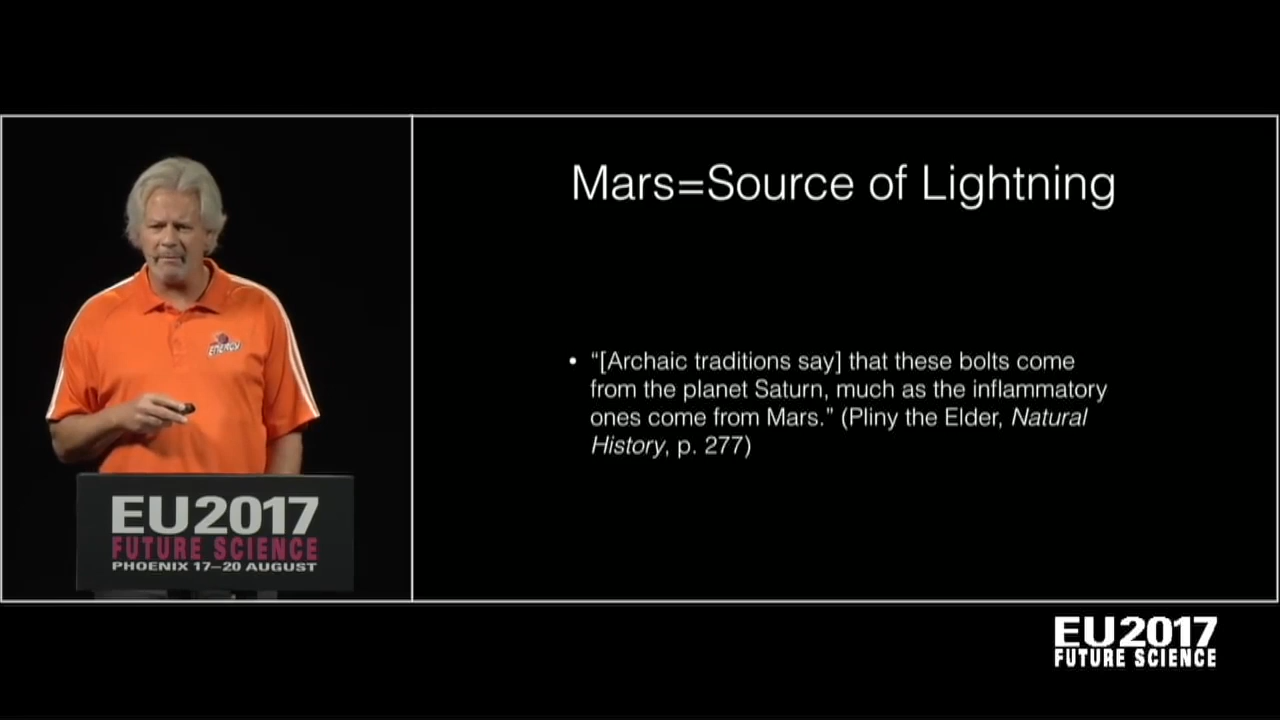 Mars=Source of Lightning
• “[Archaic traditions say] that these bolts come
from the planet Saturn, much as the inflammatory
ones come from Mars.” (Pliny the Elder, Natural
History, p. 277)
ENERGY
EU2017
FUTURE SCIENCE
PHOENIX 17–20 AUGUST
EU2017
FUTURE SCIENCE